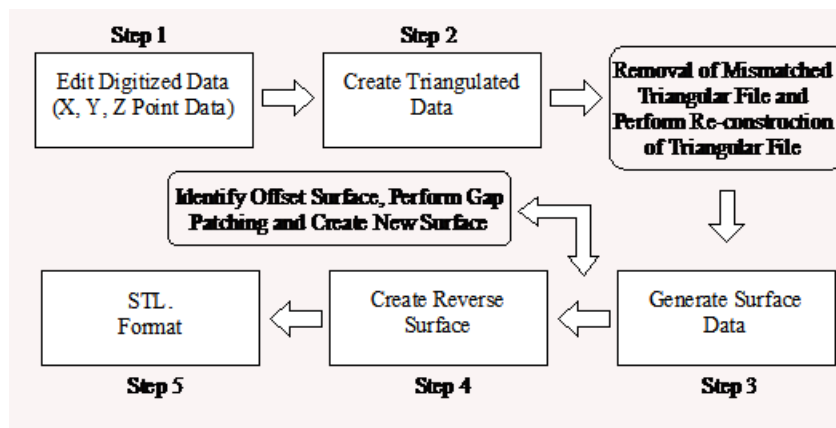 Step 1
Edit Digitized Data
(X, Y, Z Point Data)
Step 2
Create Triangulated
Data
Removal of Mismatched
Triangular File and
Perform Re-construction
of Triangular File
Identify Offset Surface, Perform Gap
Patching and Create New Surface
Generate Surface
Data
Step 3
Create Reverse
Surface
Step 4
STL.
Format
Step 5